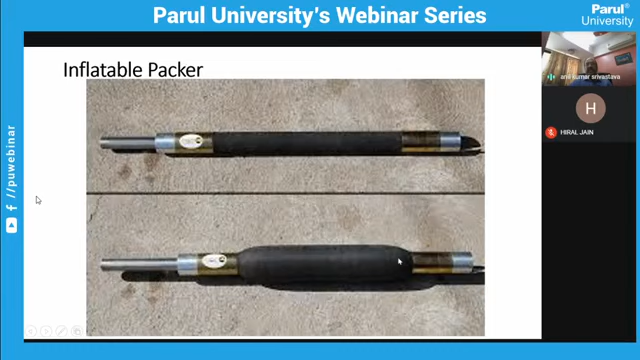 Parul University's Webinar Series
Parul®
University
Inflatable Packer
anil kumar srivastava
H
HIRAL JAIN
//puwebinar